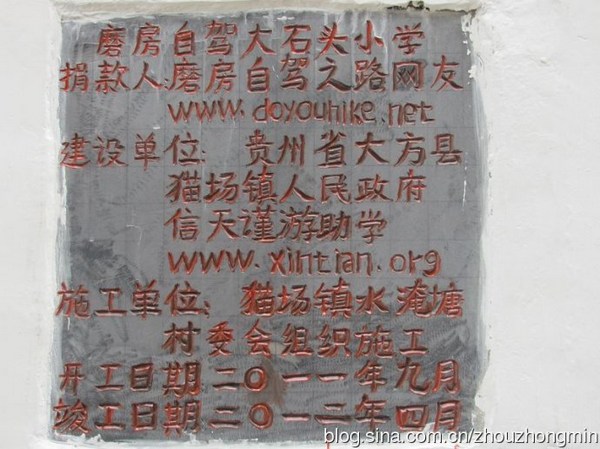 磨房自驾大石头小学
捐款人:磨房自驾之路网友
www.doyouhike.net
建设单位:贵州省大方县
猫场镇人民政府
信天谨游助学
www.xintian.org
施工单位:猫场镇水淹塘
村委会组织施工
开工日期:二〇一一年九月
竣工日期:二〇一二年四月
blog.sina.com.cn/zhouzhongmin